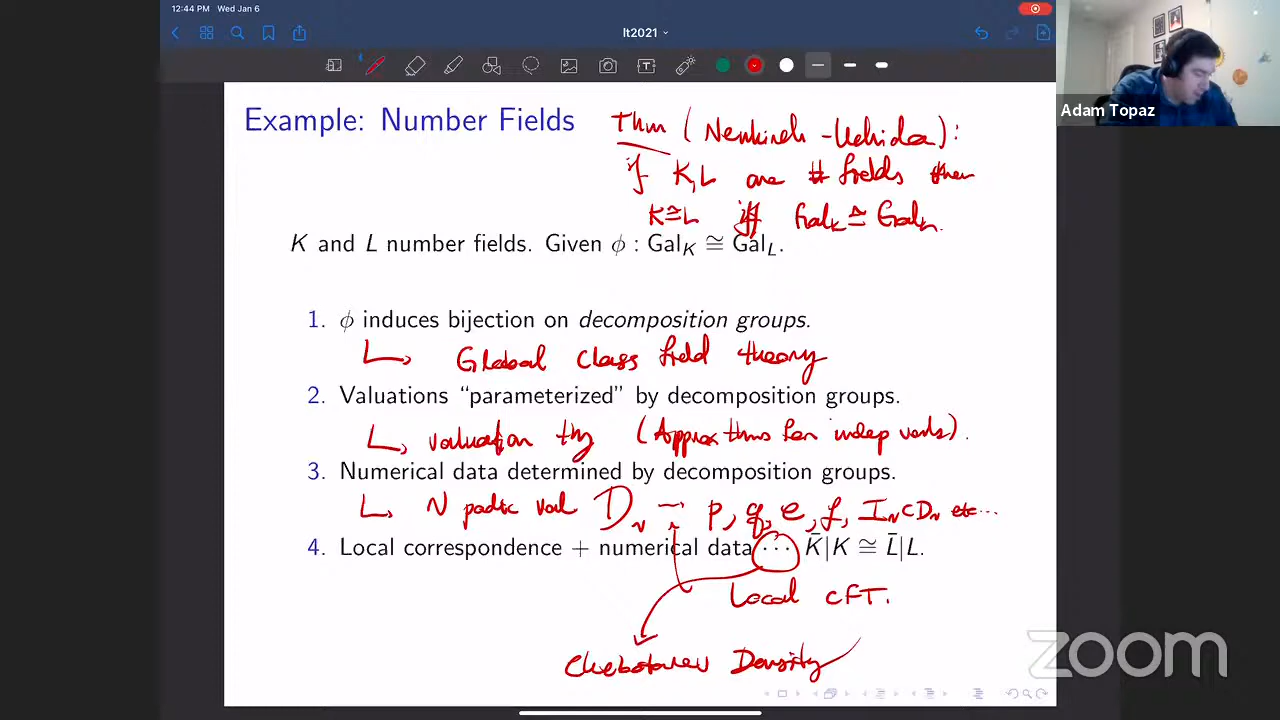 12:44 PM Wed Jan 6
lt2021
Adam Topaz
Example: Number Fields
Thm (Neukirch-Uchida):
if K, L are # fields then
K≅L iff Gal_K ≅ Gal_L.
K and L number fields. Given ϕ : Gal_K ≅ Gal_L.
1. ϕ induces bijection on decomposition groups.
↳ Global class field theory
2. Valuations “parameterized” by decomposition groups.
↳ valuation thy (Approx thms for indep vals).
3. Numerical data determined by decomposition groups.
↳ v p adic val D_v ⤳ p, q, e, f, I_v ⊂ D_v etc...
4. Local correspondence + numerical data ⋯ K̄|K ≅ L̄|L.
Local CFT.
Chebotarev Density
zoom